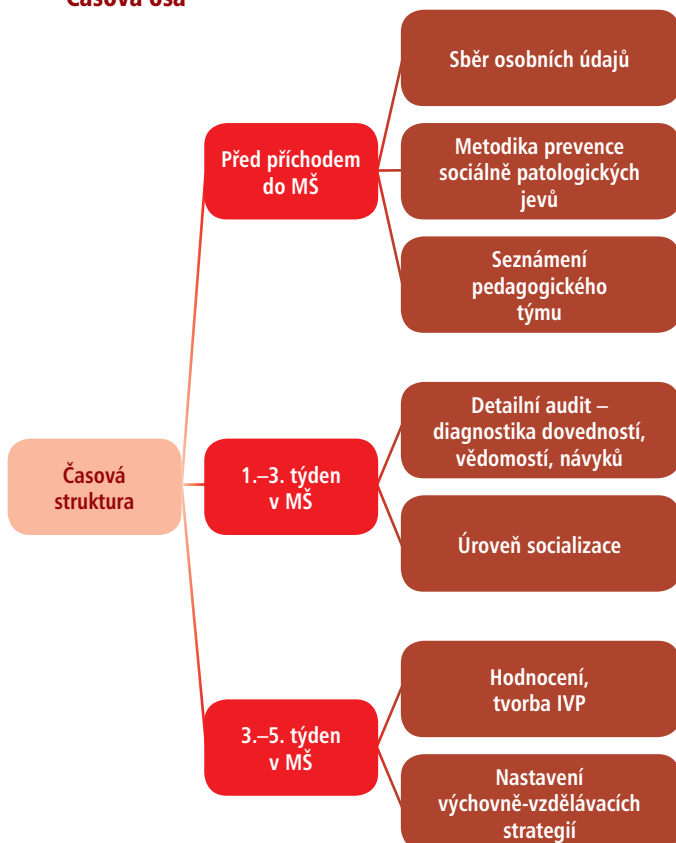 Časová osa
Sběr osobních údajů
Před příchodem
do MŠ
Metodika prevence
sociálně patologických
jevů
Seznámení
pedagogického
týmu
Časová
struktura
1.–3. týden
v MŠ
Detailní audit –
diagnostika dovedností,
vědomostí, návyků
Úroveň socializace
3.–5. týden
v MŠ
Hodnocení,
tvorba IVP
Nastavení
výchovně-vzdělávacích
strategií